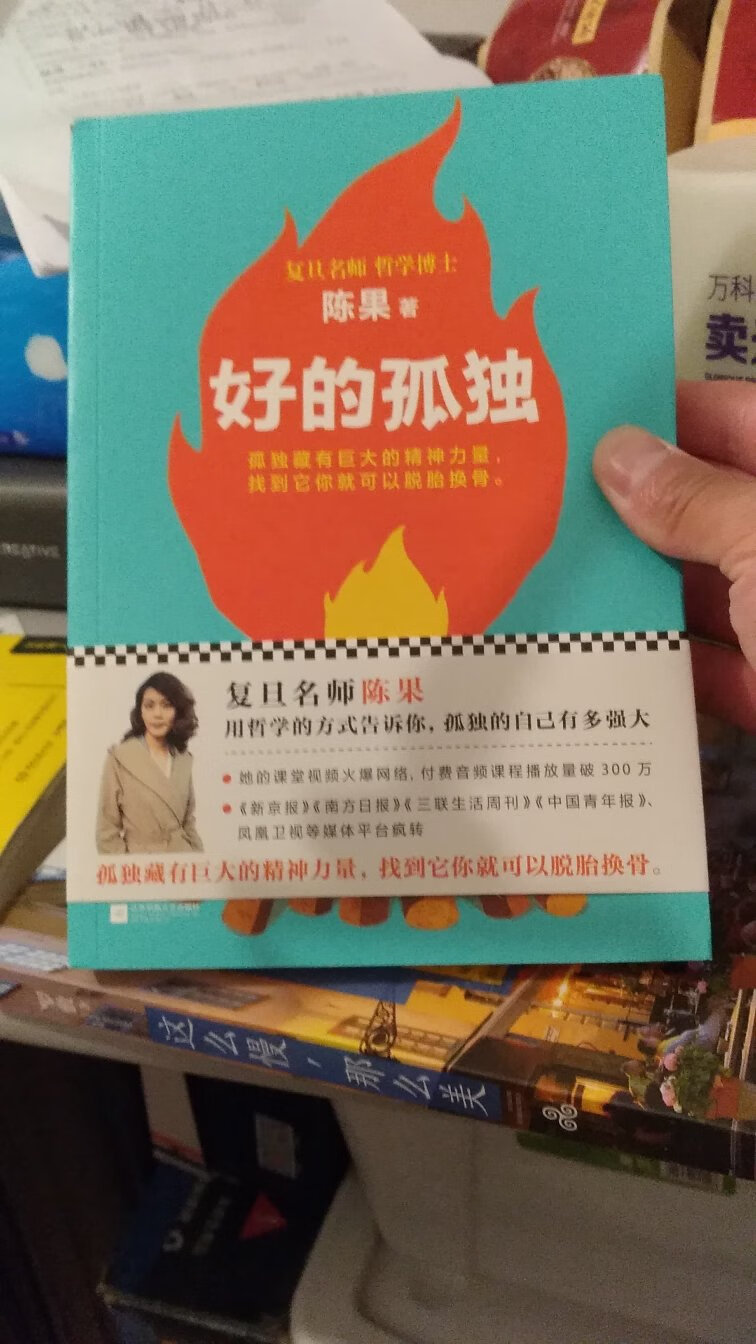 复旦名师 哲学博士
陈果 著
好的孤独
孤独藏有巨大的精神力量，
找到它你就可以脱胎换骨。
复旦名师陈果
用哲学的方式告诉你，孤独的自己有多强大
她的课堂视频火爆网络，付费音频课程播放量破 300 万
《新京报》《南方日报》《三联生活周刊》《中国青年报》、
凤凰卫视等媒体平台疯转
孤独藏有巨大的精神力量，找到它你就可以脱胎换骨。
万科
卖
CREATIVE
这么慢，那么美